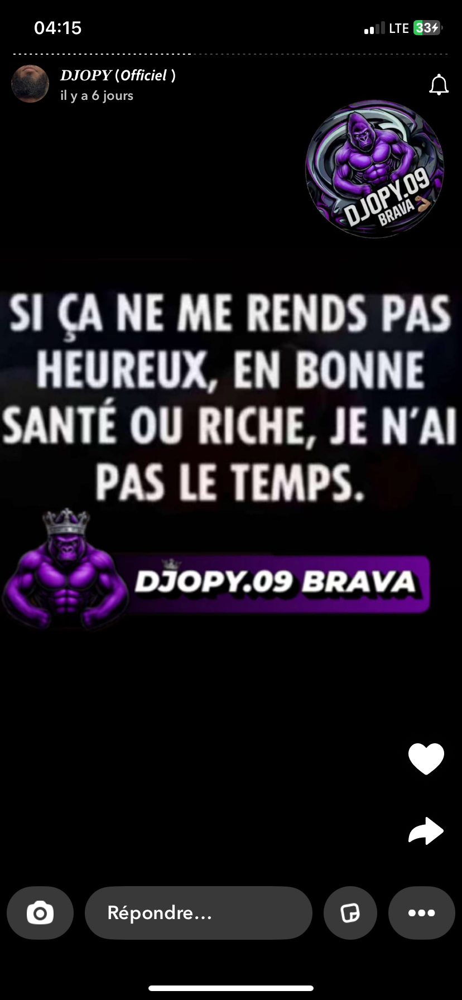 04:15 LTE 33
DJOPY (Officiel )
il y a 6 jours
DJOPY.09
BRAVA
SI ÇA NE ME RENDS PAS
HEUREUX, EN BONNE
SANTÉ OU RICHE, JE N'AI
PAS LE TEMPS.
DJOPY.09 BRAVA
Répondre...